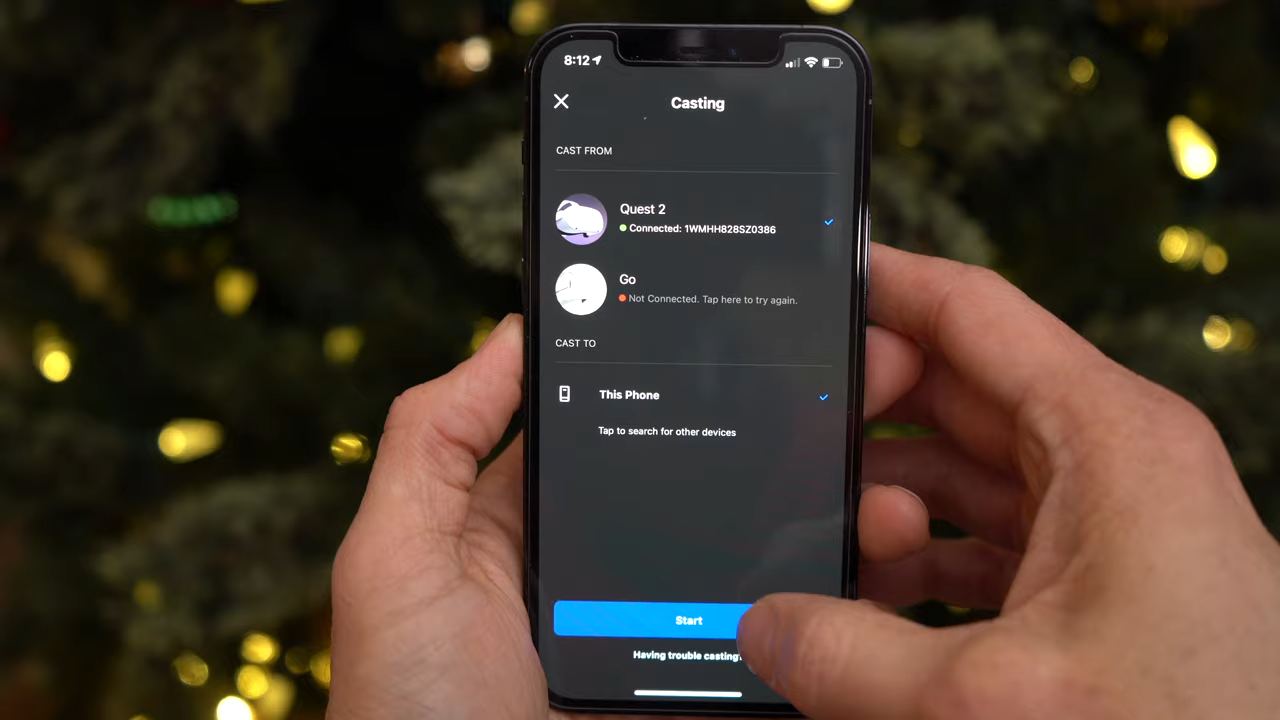 8:12
Casting
CAST FROM
Quest 2
Connected: 1WMHH828SZ0386
Go
Not Connected. Tap here to try again.
CAST TO
This Phone
Tap to search for other devices
Start
Having trouble casting?